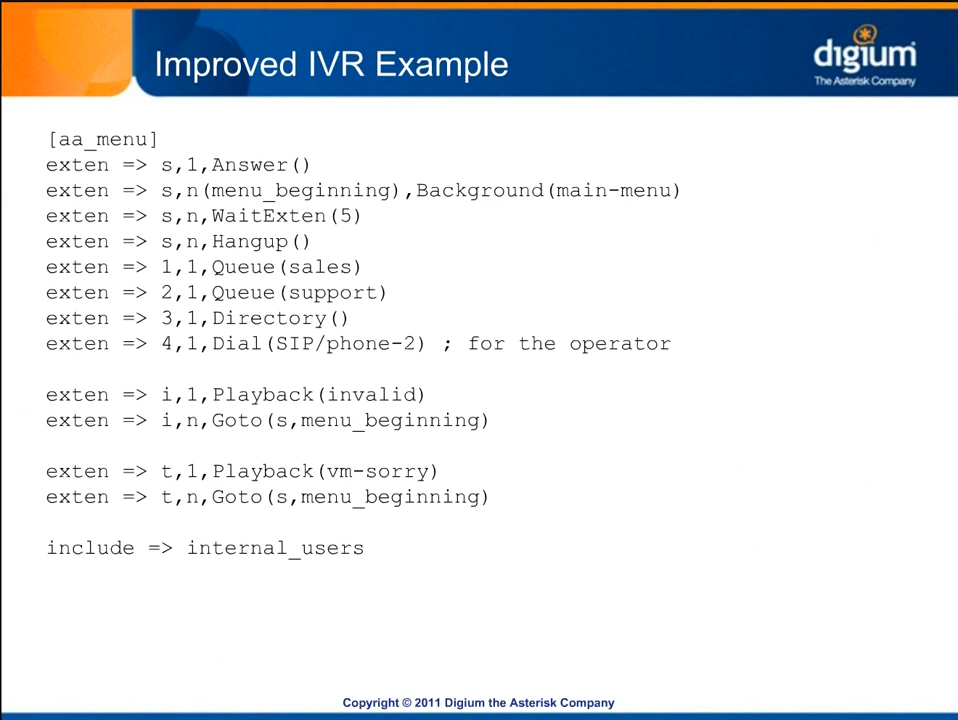 Improved IVR Example
digium
The Asterisk Company
[aa_menu]
exten => s,1,Answer()
exten => s,n(menu_beginning),Background(main-menu)
exten => s,n,WaitExten(5)
exten => s,n,Hangup()
exten => 1,1,Queue(sales)
exten => 2,1,Queue(support)
exten => 3,1,Directory()
exten => 4,1,Dial(SIP/phone-2) ; for the operator
exten => i,1,Playback(invalid)
exten => i,n,Goto(s,menu_beginning)
exten => t,1,Playback(vm-sorry)
exten => t,n,Goto(s,menu_beginning)
include => internal_users
Copyright © 2011 Digium the Asterisk Company